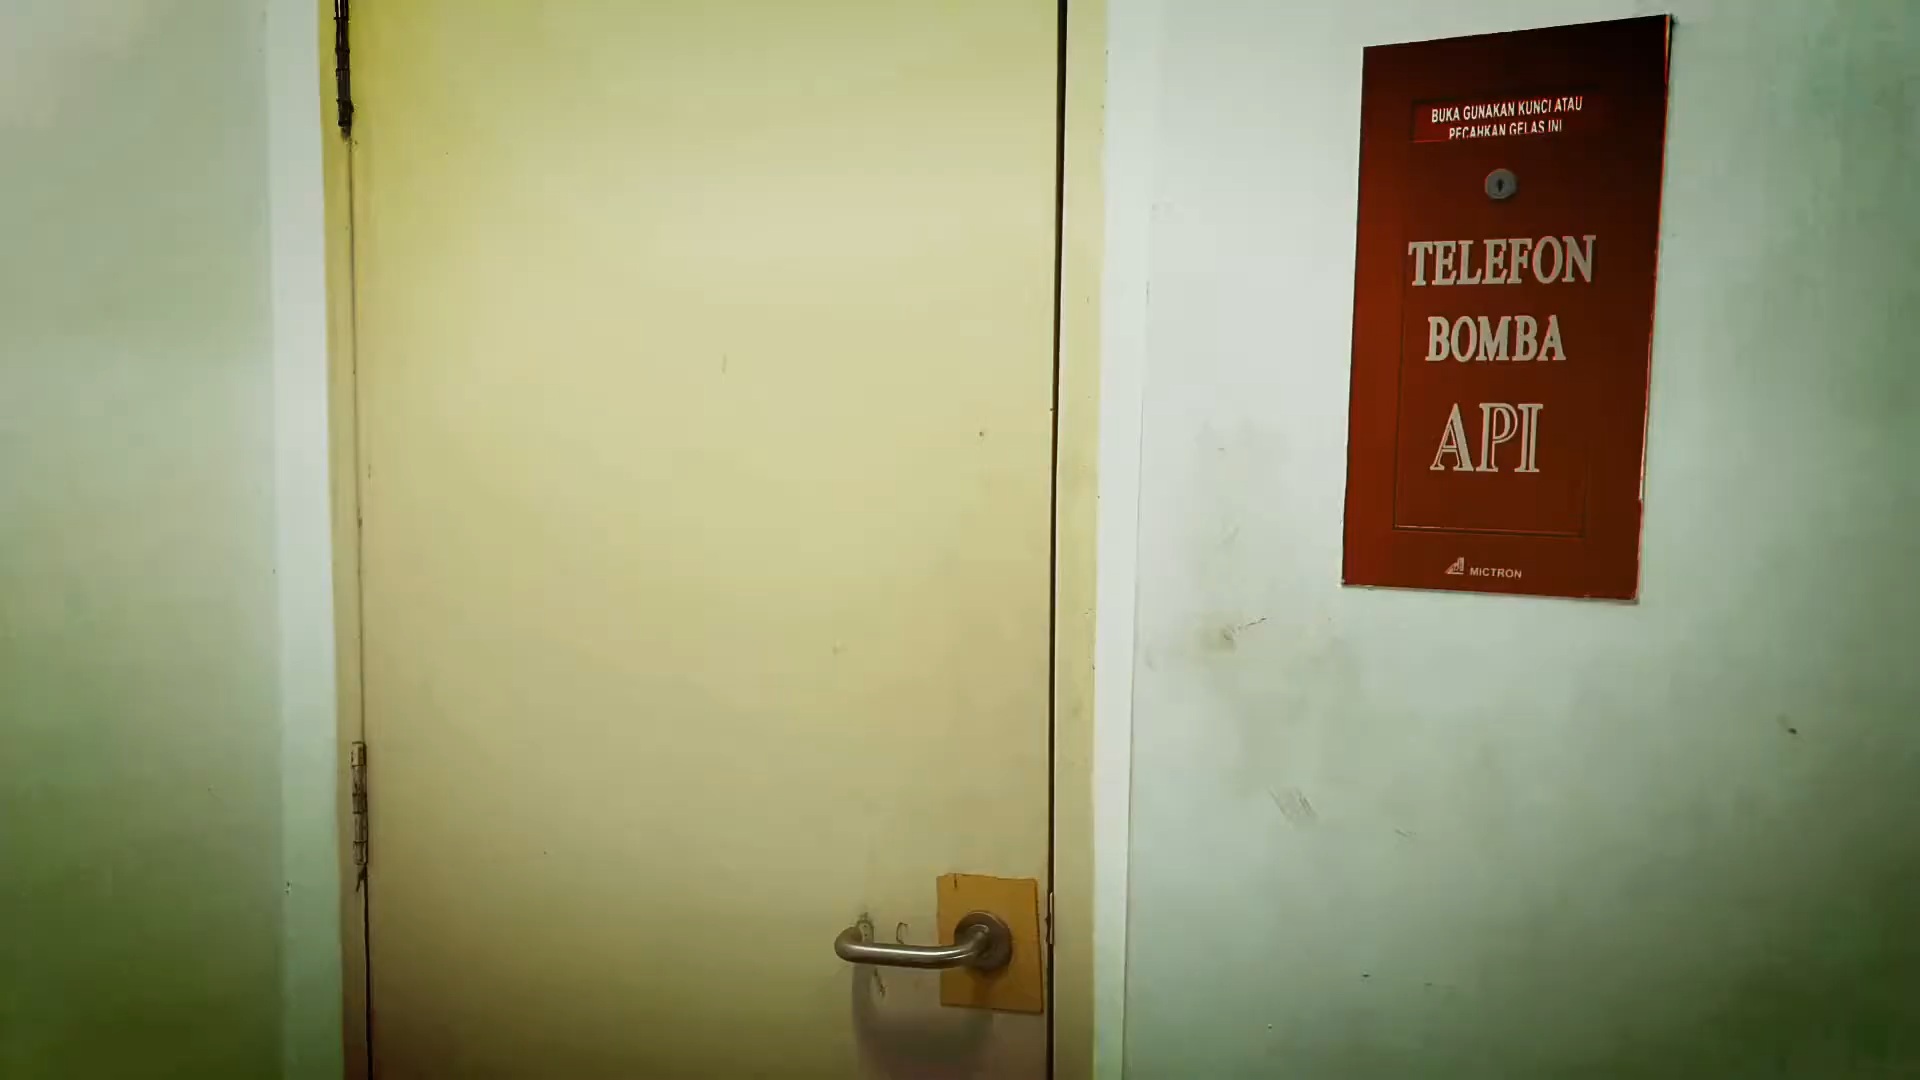 BUKA GUNAKAN KUNCI ATAU
PECAHKAN GELAS INI
TELEFON
BOMBA
API
MICTRON